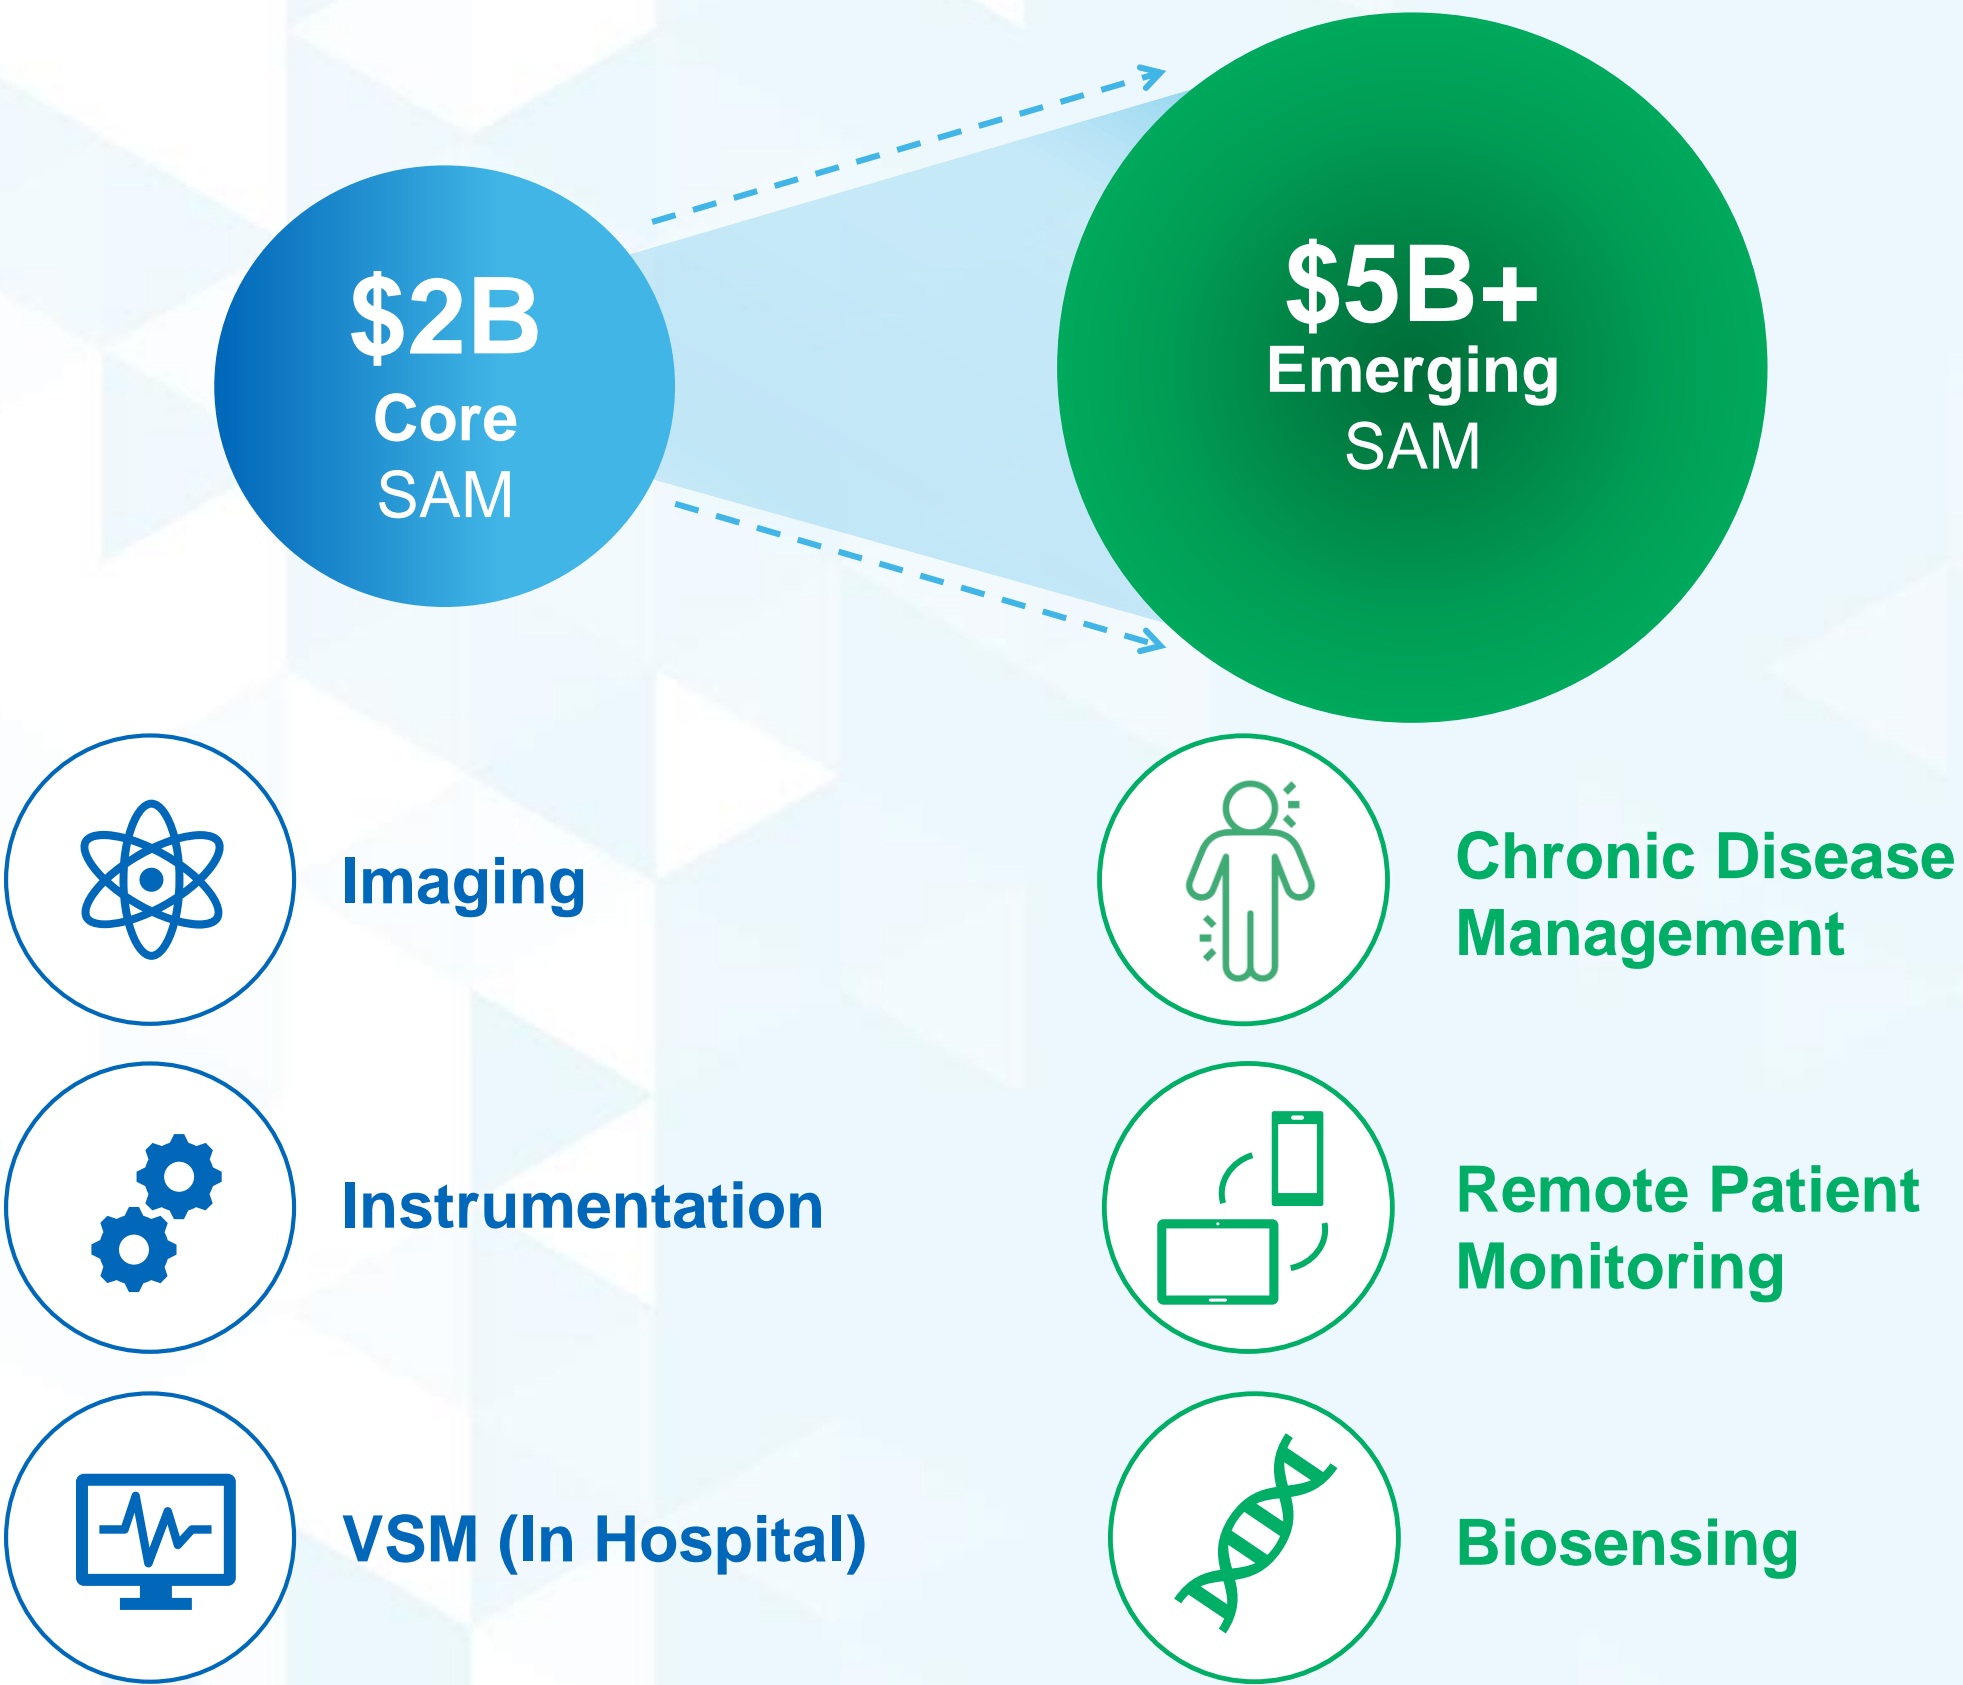 $2B
Core
SAM
$5B+
Emerging
SAM
Imaging
Instrumentation
VSM (In Hospital)
Chronic Disease
Management
Remote Patient
Monitoring
Biosensing